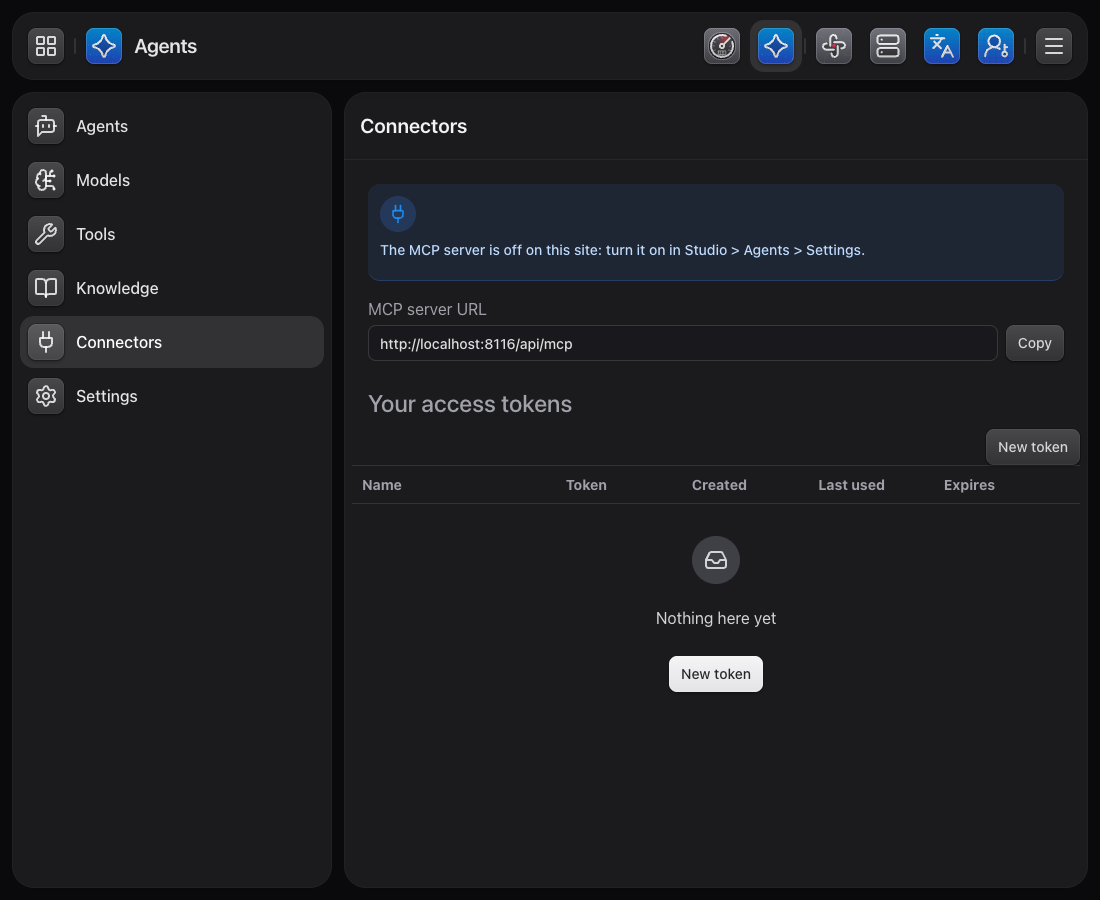 Agents
Agents
Models
Tools
Knowledge
Connectors
Settings
Connectors
The MCP server is off on this site: turn it on in Studio > Agents > Settings.
MCP server URL
http://localhost:8116/api/mcp
Copy
Your access tokens
New token
Name Token Created Last used Expires
Nothing here yet
New token